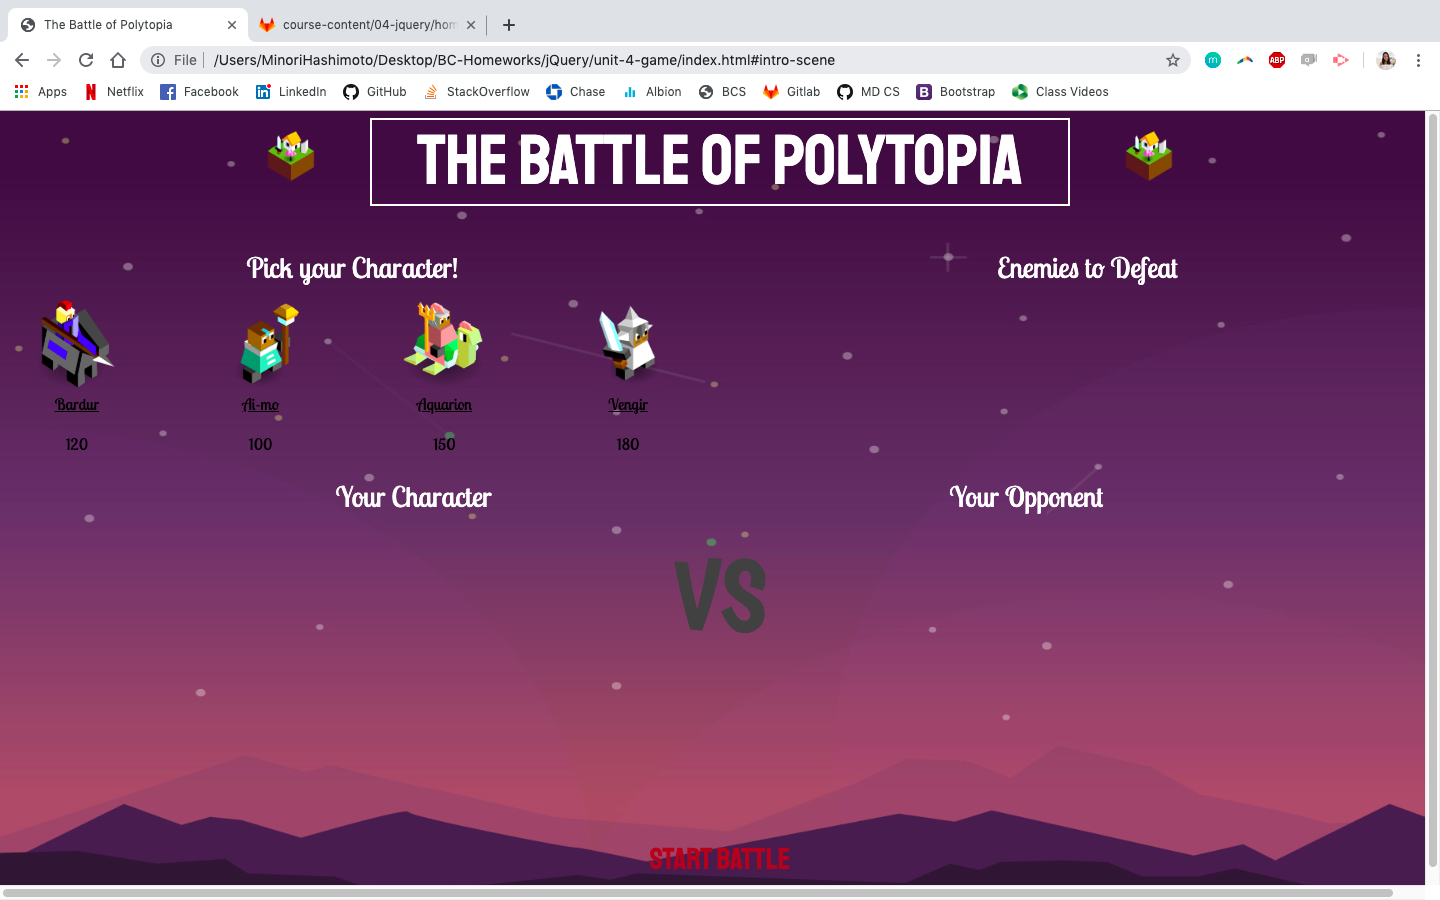 The Battle of Polytopia
course-content/04-jquery/hom
File
/Users/MinoriHashimoto/Desktop/BC-Homeworks/jQuery/unit-4-game/index.html#intro-scene
ABP
Apps Netflix Facebook LinkedIn GitHub StackOverflow Chase Albion BCS Gitlab MD CS Bootstrap Class Videos
THE BATTLE OF POLYTOPIA
Pick your Character!
Enemies to Defeat
Bardur Ai-mo Aquarion Vengir
120 100 150 180
Your Character
Your Opponent
VS
START BATTLE